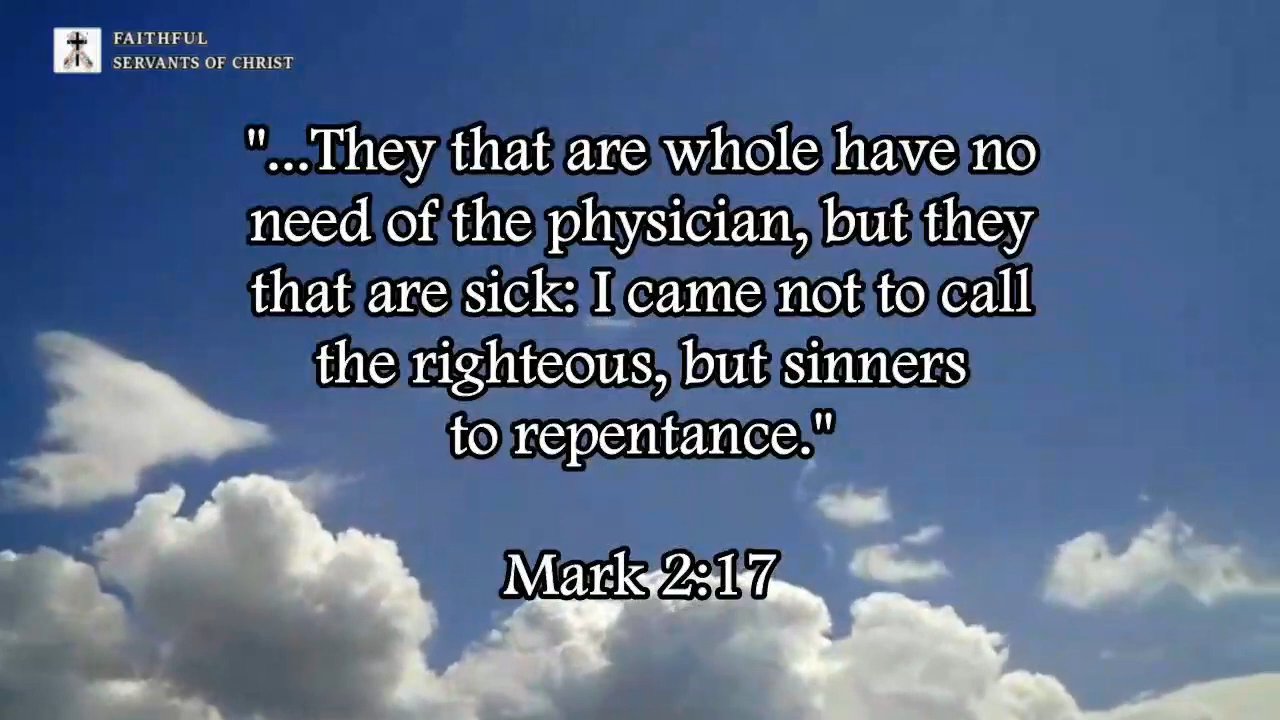 FAITHFUL
SERVANTS OF CHRIST
"...They that are whole have no
need of the physician, but they
that are sick: I came not to call
the righteous, but sinners
to repentance."
Mark 2:17